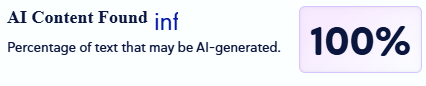 AI Content Found inf
Percentage of text that may be AI-generated.
100%